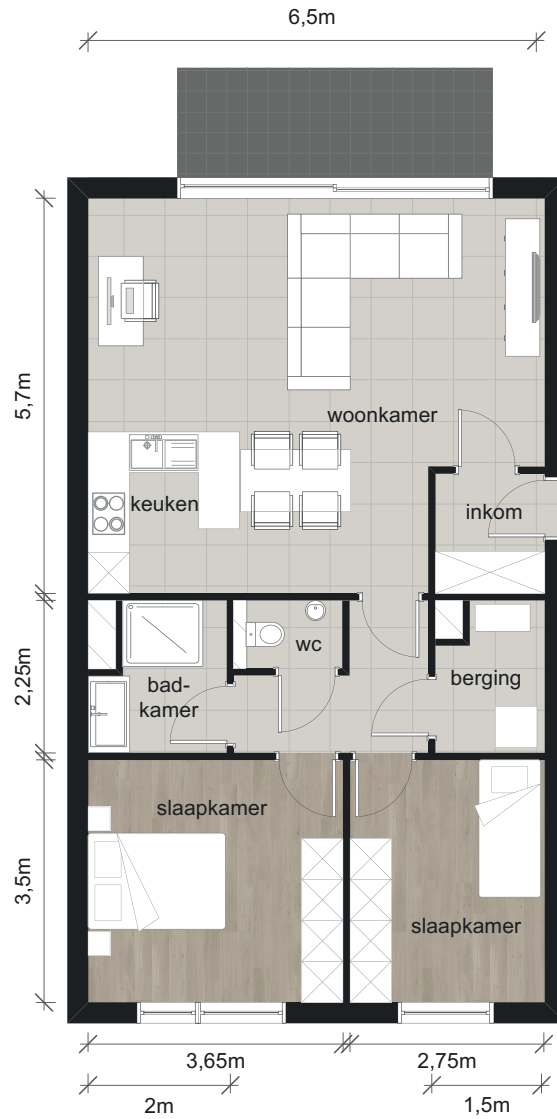 6,5m
5,7m
woonkamer
keuken
inkom
2,25m
wc
bad-
kamer
berging
3,5m
slaapkamer
slaapkamer
3,65m
2,75m
2m
1,5m